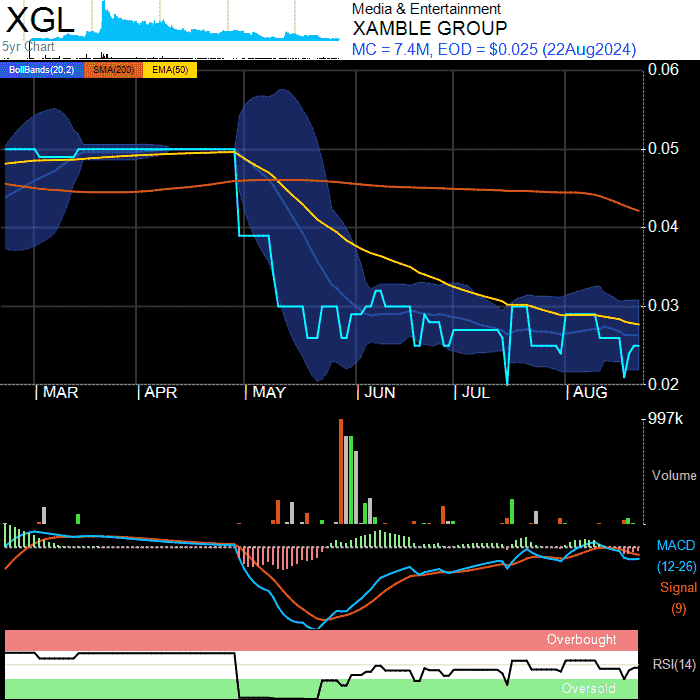 XGL
5yr Chart
Media & Entertainment
XAMBLE GROUP
MC = 7.4M, EOD = $0.025 (22Aug2024)
BollBands(20,2) SMA(200) EMA(50)
0.06
0.05
0.04
0.03
0.02
MAR APR MAY JUN JUL AUG
997k
Volume
MACD
(12-26)
Signal
(9)
Overbought
RSI(14)
Oversold